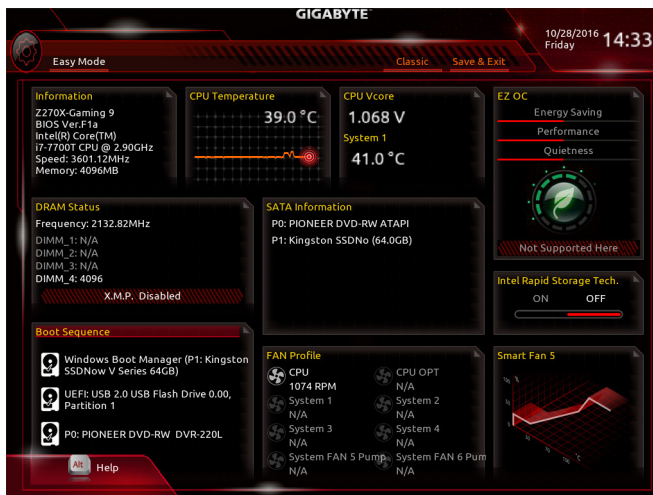 GIGABYTE™
10/28/2016
Friday
14:33
Easy Mode
Classic
Save & Exit
Information
Z270X-Gaming 9
BIOS Ver.F1a
Intel(R) Core(TM)
i7-7700T CPU @ 2.90GHz
Speed: 3601.12MHz
Memory: 4096MB
CPU Temperature
39.0 °C
CPU Vcore
1.068 V
System 1
41.0 °C
EZ OC
Energy Saving
Performance
Quietness
Not Supported Here
DRAM Status
Frequency: 2132.82MHz
DIMM_1: N/A
DIMM_2: N/A
DIMM_3: N/A
DIMM_4: 4096
X.M.P. Disabled
SATA Information
P0: PIONEER DVD-RW ATAPI
P1: Kingston SSDNo (64.0GB)
Intel Rapid Storage Tech.
ON OFF
Boot Sequence
Windows Boot Manager (P1: Kingston
SSDNow V Series 64GB)
UEFI: USB 2.0 USB Flash Drive 0.00,
Partition 1
P0: PIONEER DVD-RW DVR-220L
FAN Profile
CPU
1074 RPM
CPU OPT
N/A
System 1
N/A
System 2
N/A
System 3
N/A
System 4
N/A
System FAN 5 Pump
N/A
System FAN 6 Pum
N/A
Smart Fan 5
100 %
50
0
30
70
100 °C
Alt
Help